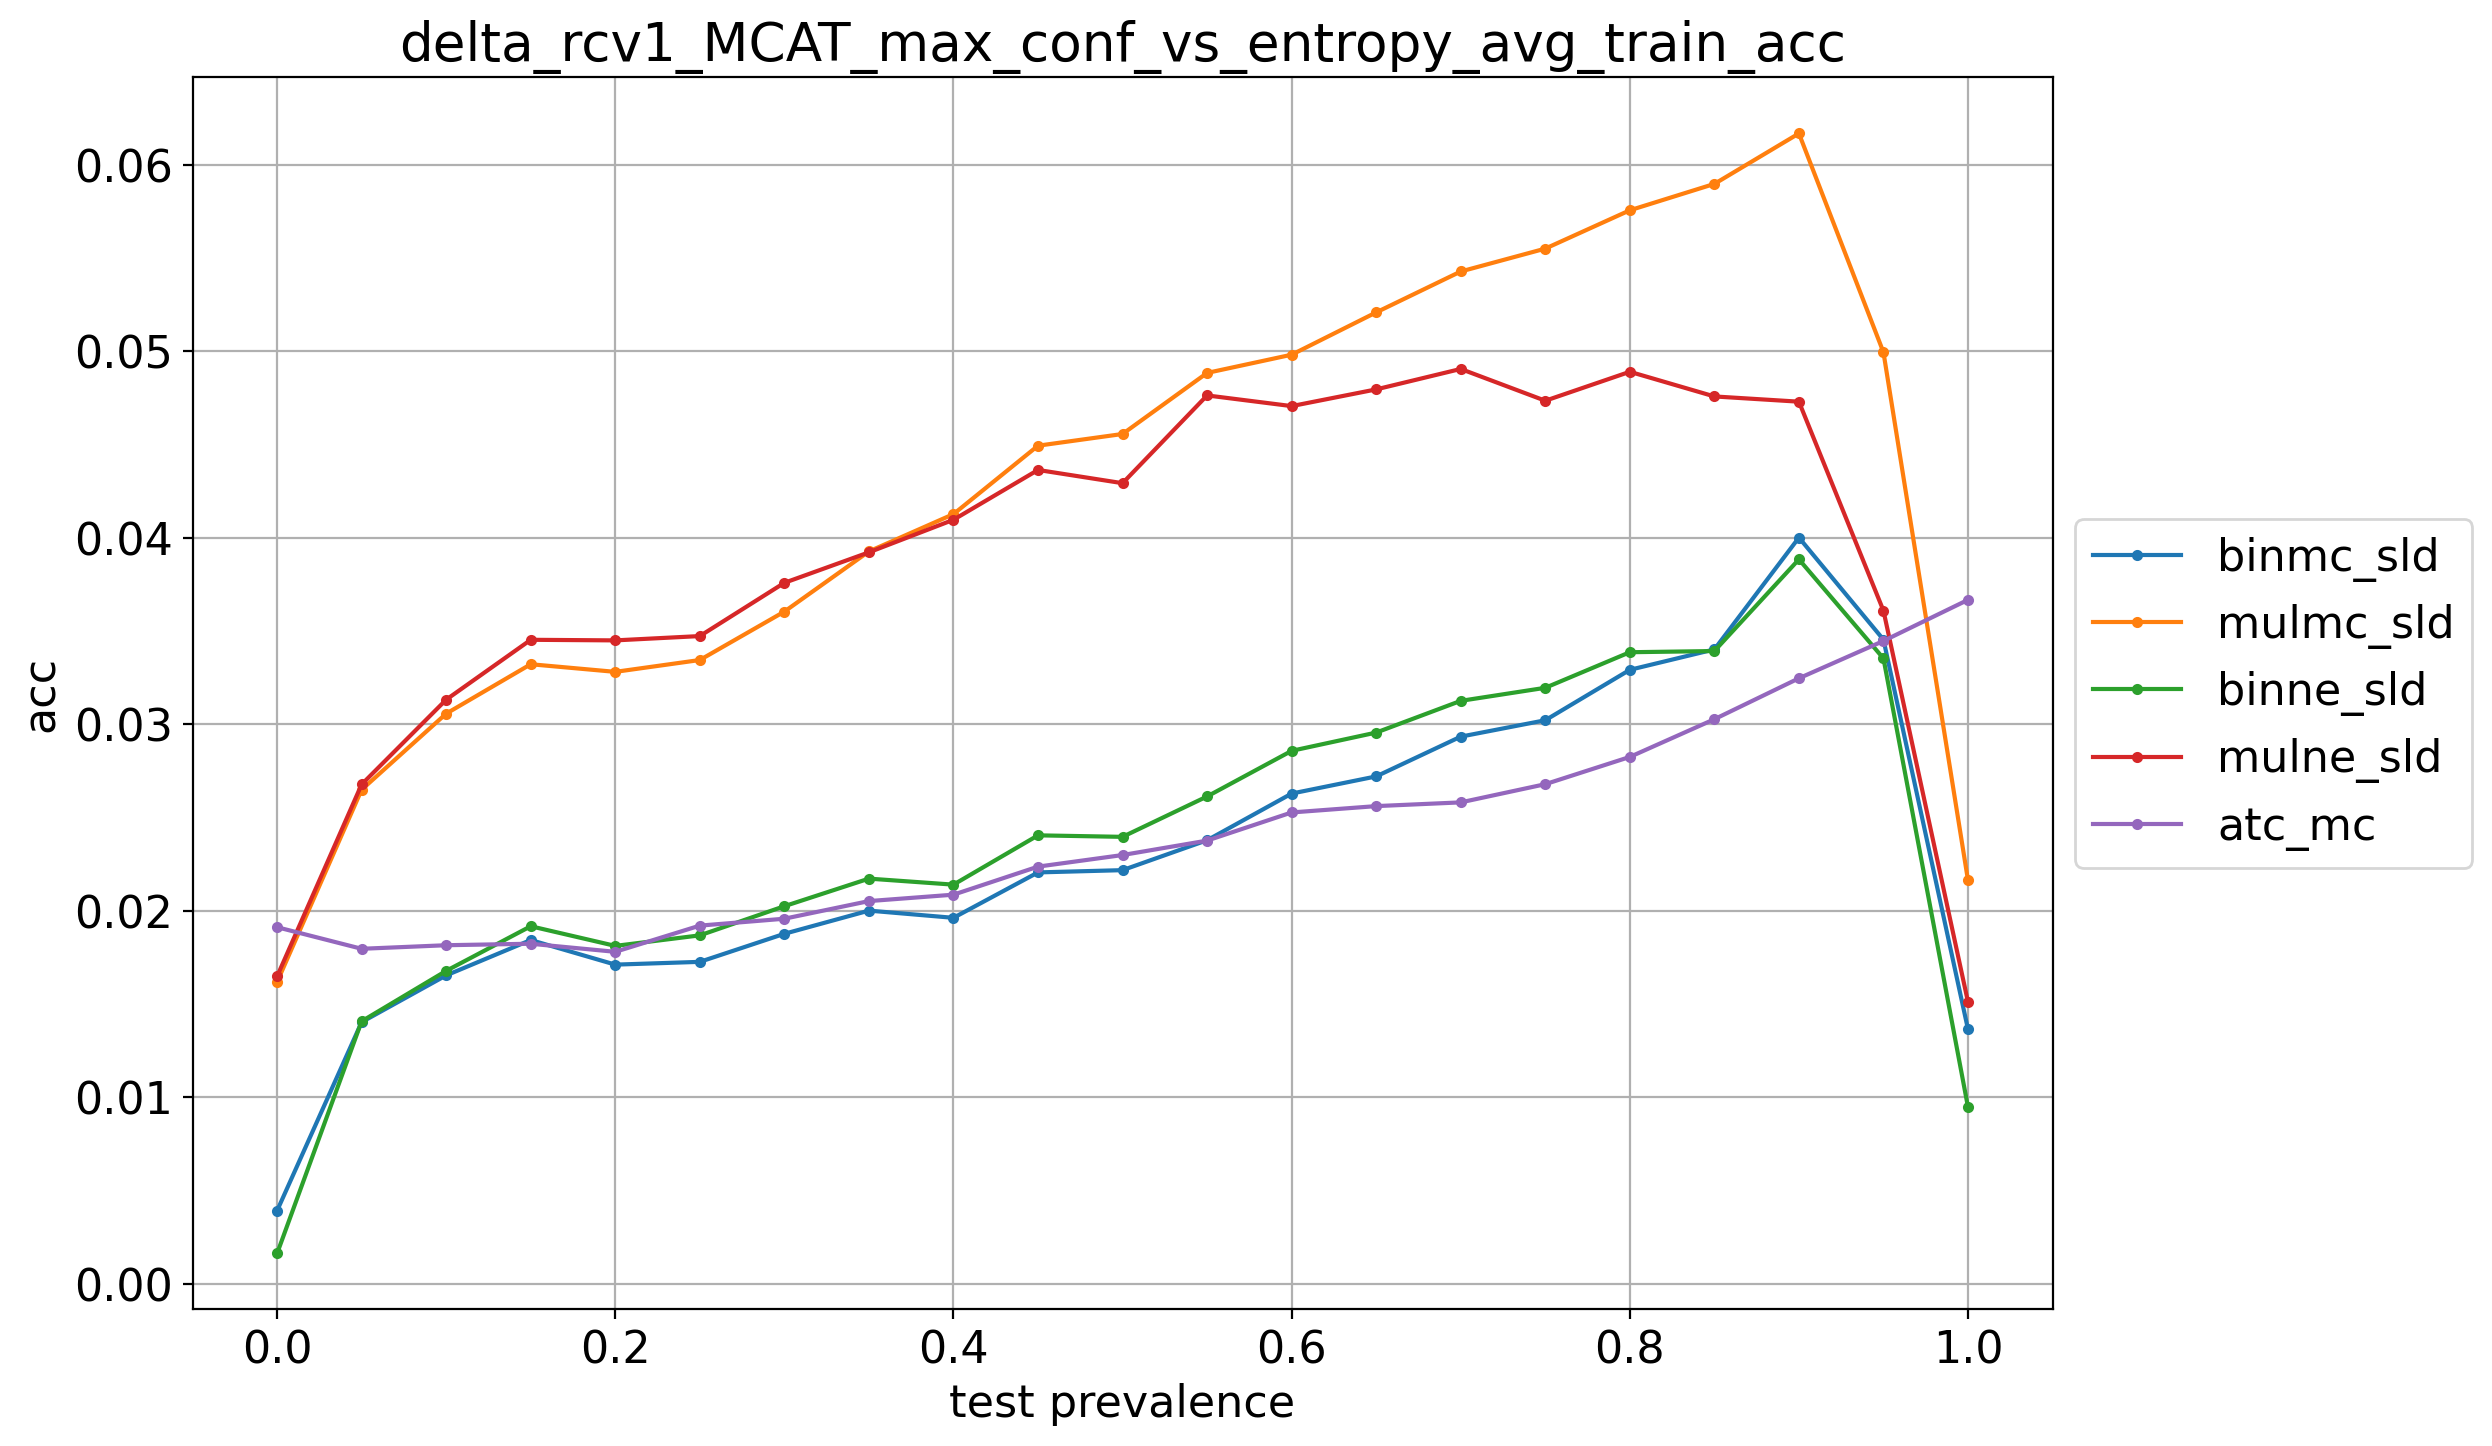 delta_rcv1_MCAT_max_conf_vs_entropy_avg_train_acc
acc
0.06
0.05
0.04
0.03
0.02
0.01
0.00
0.0 0.2 0.4 0.6 0.8 1.0
test prevalence
binmc_sld
mulmc_sld
binne_sld
mulne_sld
atc_mc